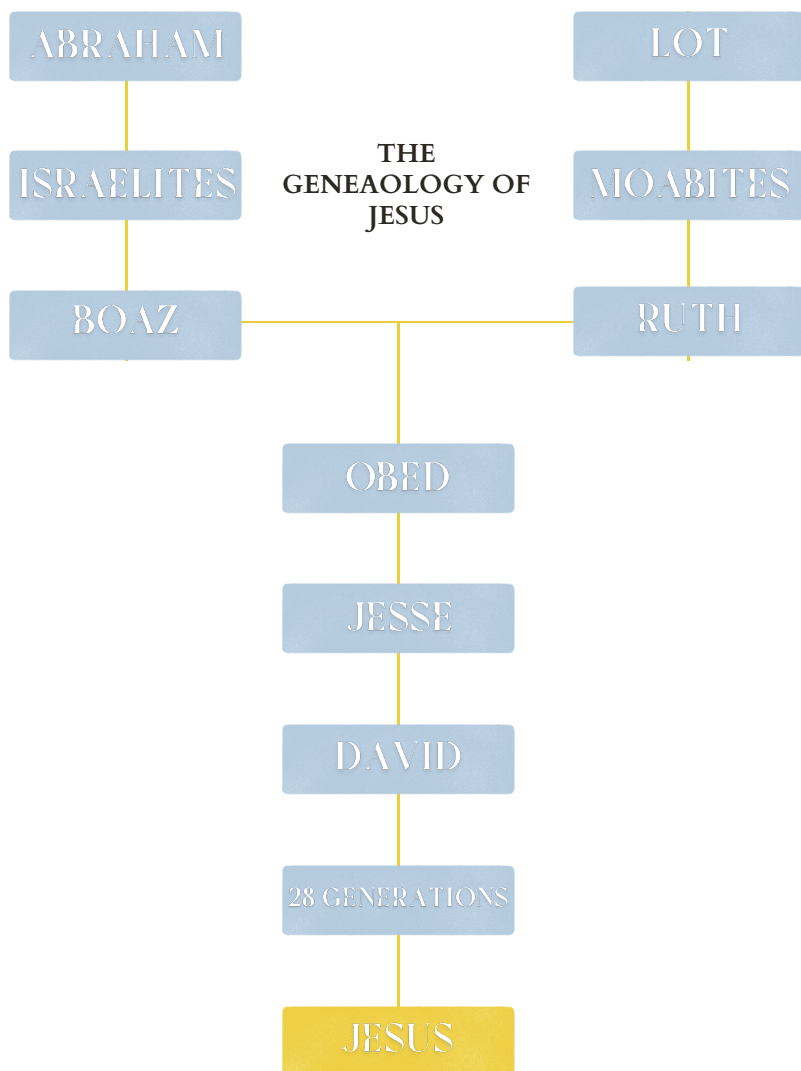 ABRAHAM
LOT
THE
GENEAOLOGY OF
JESUS
ISRAELITES
MOABITES
BOAZ
RUTH
OBED
JESSE
DAVID
28 GENERATIONS
JESUS